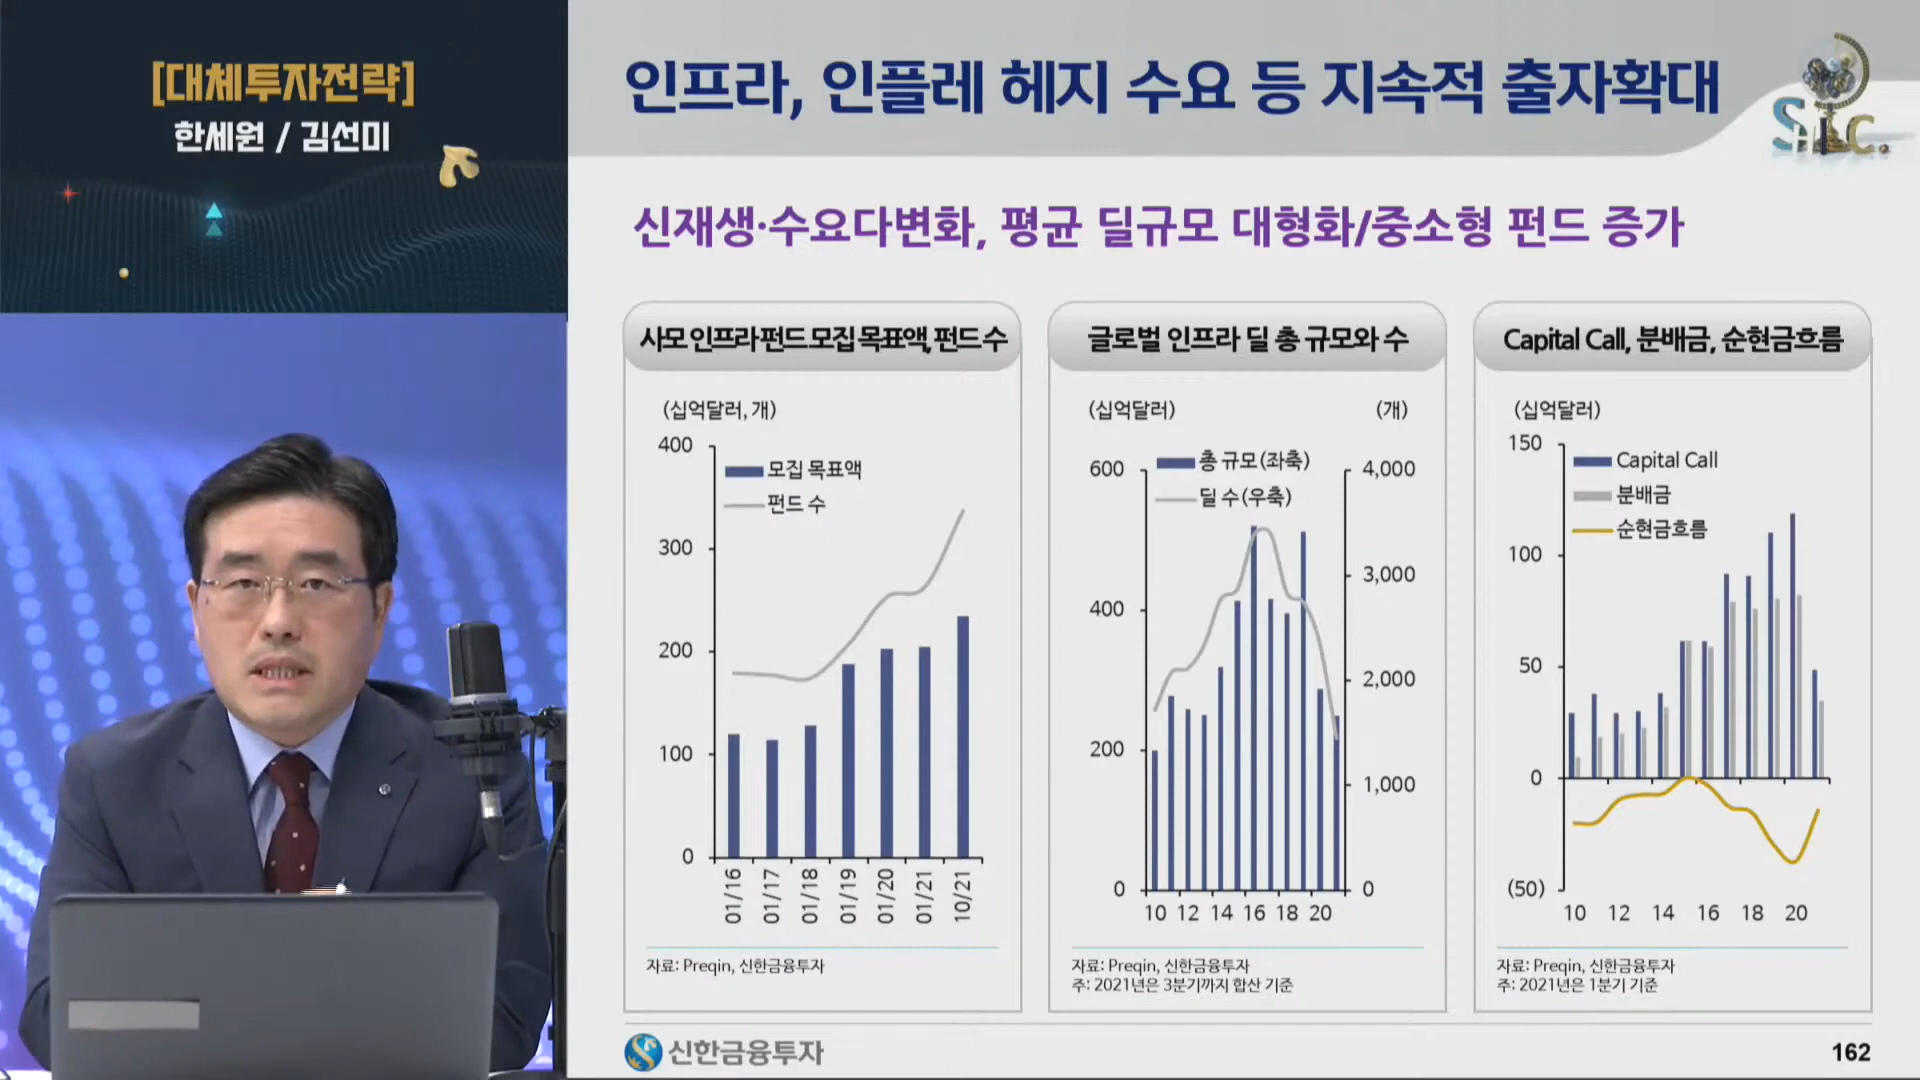 [대체투자전략]
한세원 / 김선미
인프라, 인플레 헤지 수요 등 지속적 출자확대
SHIC.
신재생·수요다변화, 평균 딜규모 대형화/중소형 펀드 증가
사모 인프라펀드 모집 목표액, 펀드 수
(십억달러, 개)
400
300
200
100
0
모집 목표액
펀드 수
01/16 01/17 01/18 01/19 01/20 01/21 10/21
자료: Preqin, 신한금융투자
글로벌 인프라 딜 총 규모와 수
(십억달러) (개)
600
400
200
0
총 규모(좌축)
딜 수(우축)
4,000
3,000
2,000
1,000
0
10 12 14 16 18 20
자료: Preqin, 신한금융투자
주: 2021년은 3분기까지 합산 기준
Capital Call, 분배금, 순현금흐름
(십억달러)
150
100
50
0
(50)
Capital Call
분배금
순현금흐름
10 12 14 16 18 20
자료: Preqin, 신한금융투자
주: 2021년은 1분기 기준
신한금융투자
162